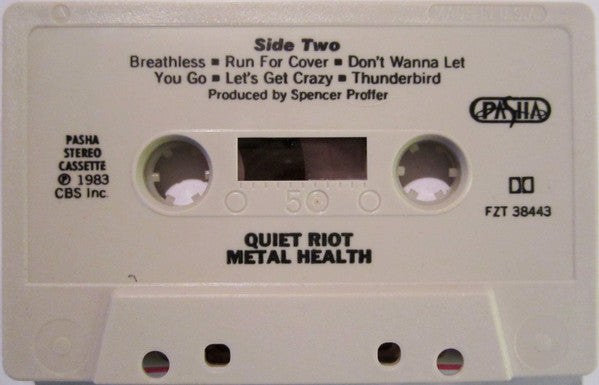 Side Two
Breathless ■ Run For Cover ■ Don't Wanna Let
You Go ■ Let's Get Crazy ■ Thunderbird
Produced by Spencer Proffer
PASHA
PASHA
STEREO
CASSETTE
℗ 1983
CBS Inc.
50
FZT 38443
QUIET RIOT
METAL HEALTH